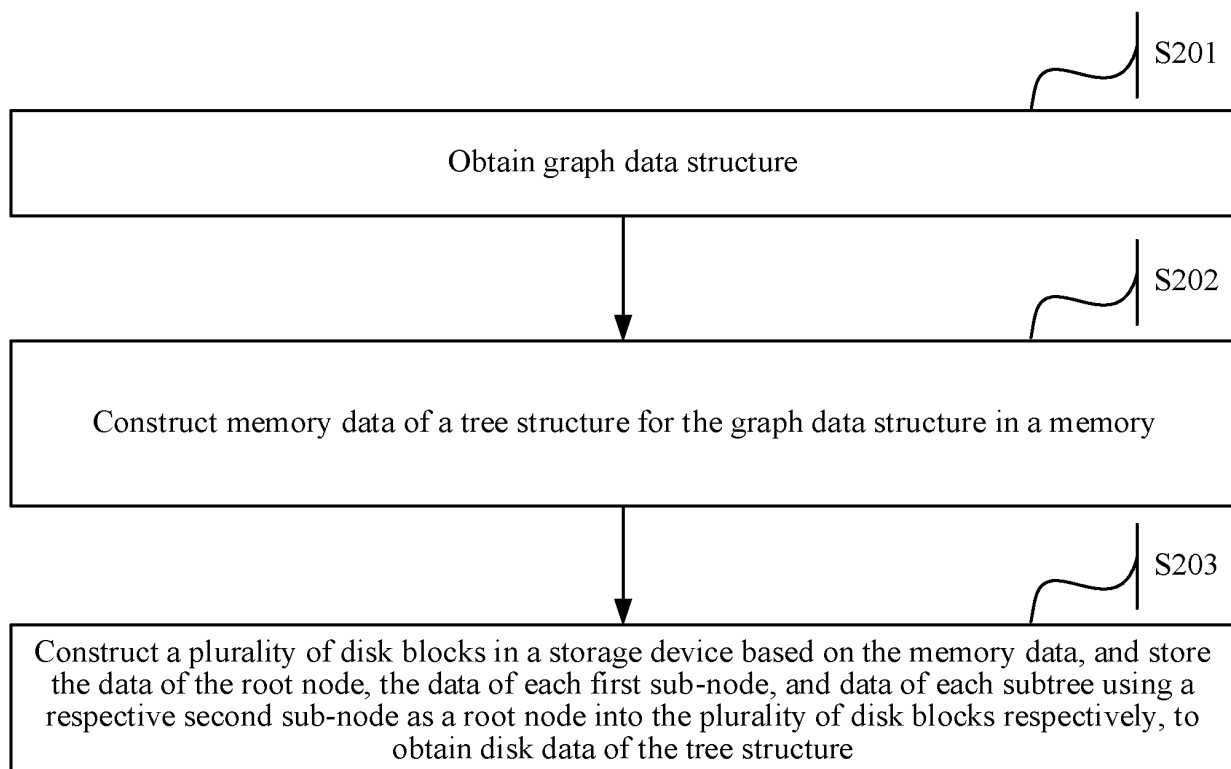 S201
Obtain graph data structure
S202
Construct memory data of a tree structure for the graph data structure in a memory
S203
Construct a plurality of disk blocks in a storage device based on the memory data, and store
the data of the root node, the data of each first sub-node, and data of each subtree using a
respective second sub-node as a root node into the plurality of disk blocks respectively, to
obtain disk data of the tree structure